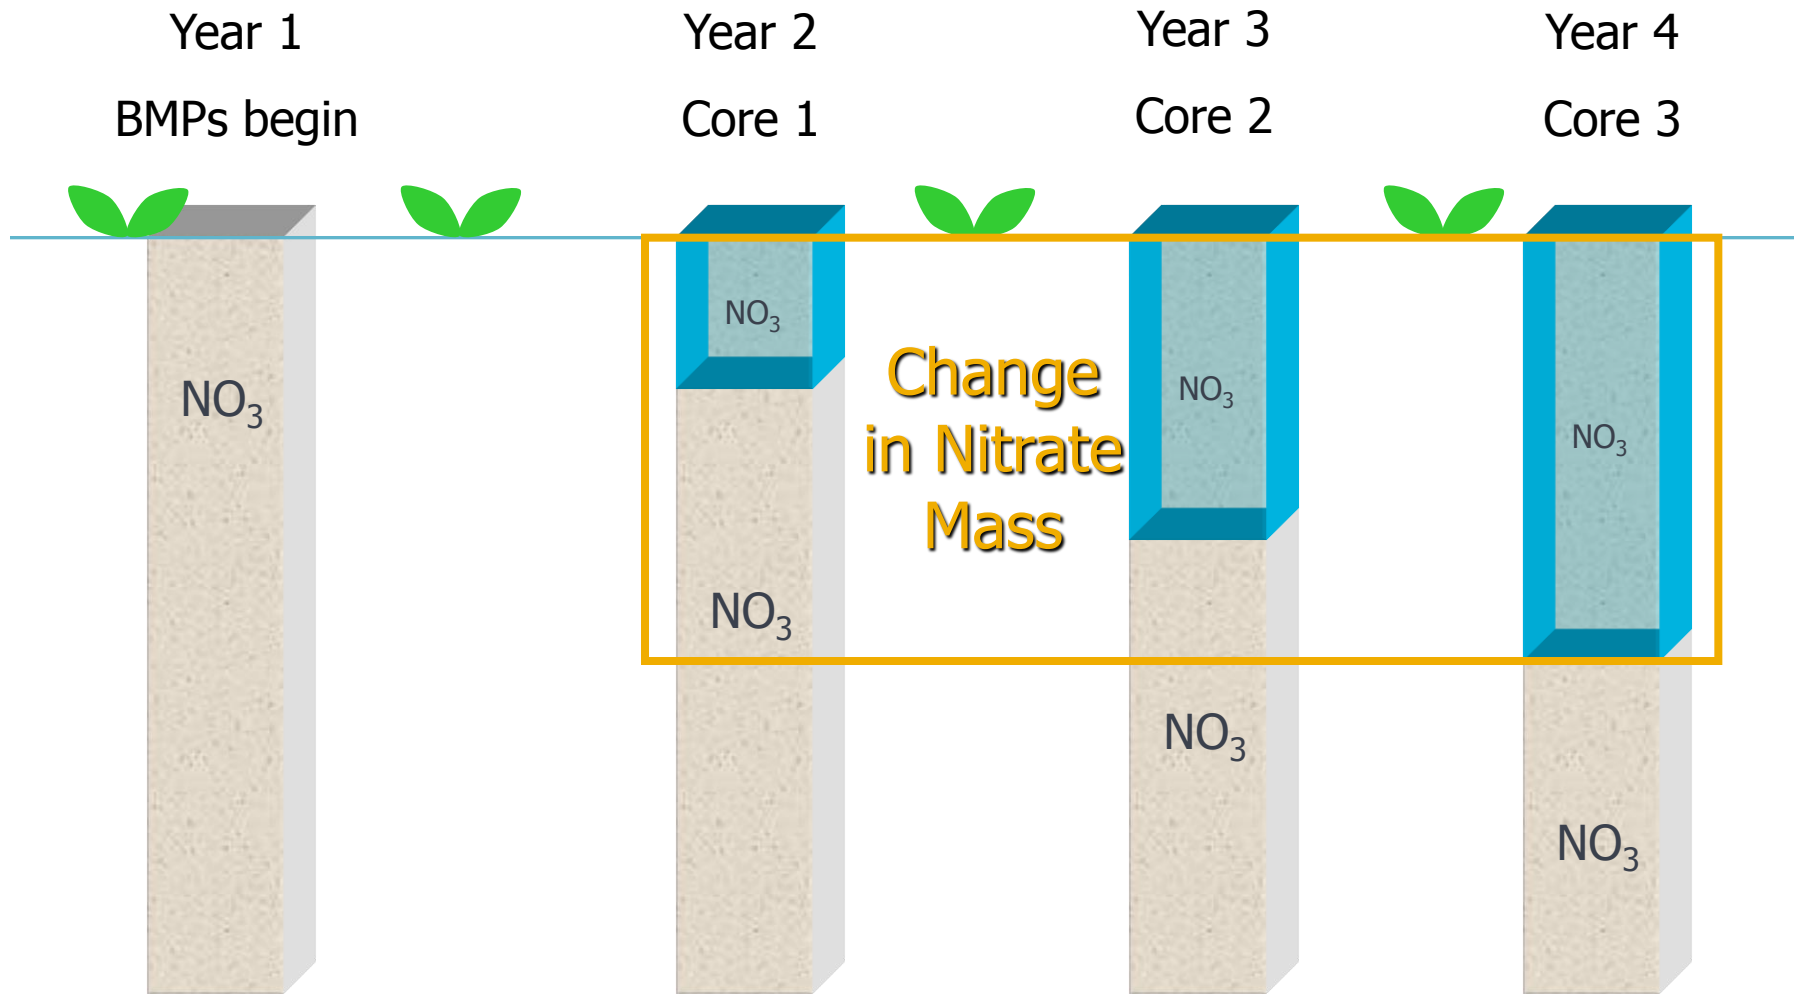 Year 1
BMPs begin
Year 2
Core 1
Year 3
Core 2
Year 4
Core 3
NO₃
NO₃
NO₃
Change
in Nitrate
Mass
NO₃
NO₃
NO₃
NO₃